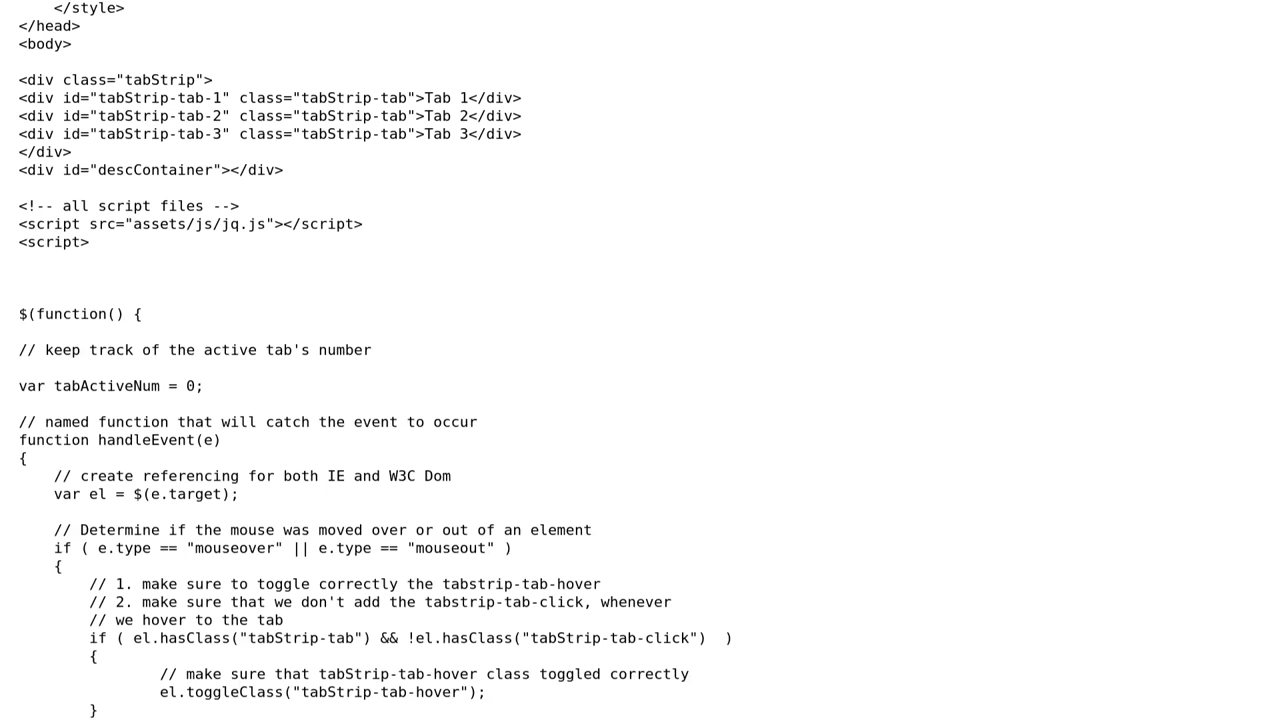 </style>
</head>
<body>

<div class="tabStrip">
<div id="tabStrip-tab-1" class="tabStrip-tab">Tab 1</div>
<div id="tabStrip-tab-2" class="tabStrip-tab">Tab 2</div>
<div id="tabStrip-tab-3" class="tabStrip-tab">Tab 3</div>
</div>
<div id="descContainer"></div>

<!-- all script files -->
<script src="assets/js/jq.js"></script>
<script>



$(function() {

// keep track of the active tab's number

var tabActiveNum = 0;

// named function that will catch the event to occur
function handleEvent(e)
{
    // create referencing for both IE and W3C Dom
    var el = $(e.target);

    // Determine if the mouse was moved over or out of an element
    if ( e.type == "mouseover" || e.type == "mouseout" )
    {
        // 1. make sure to toggle correctly the tabstrip-tab-hover
        // 2. make sure that we don't add the tabstrip-tab-click, whenever
        // we hover to the tab
        if ( el.hasClass("tabStrip-tab") && !el.hasClass("tabStrip-tab-click")  )
        {
                // make sure that tabStrip-tab-hover class toggled correctly
                el.toggleClass("tabStrip-tab-hover");
        }